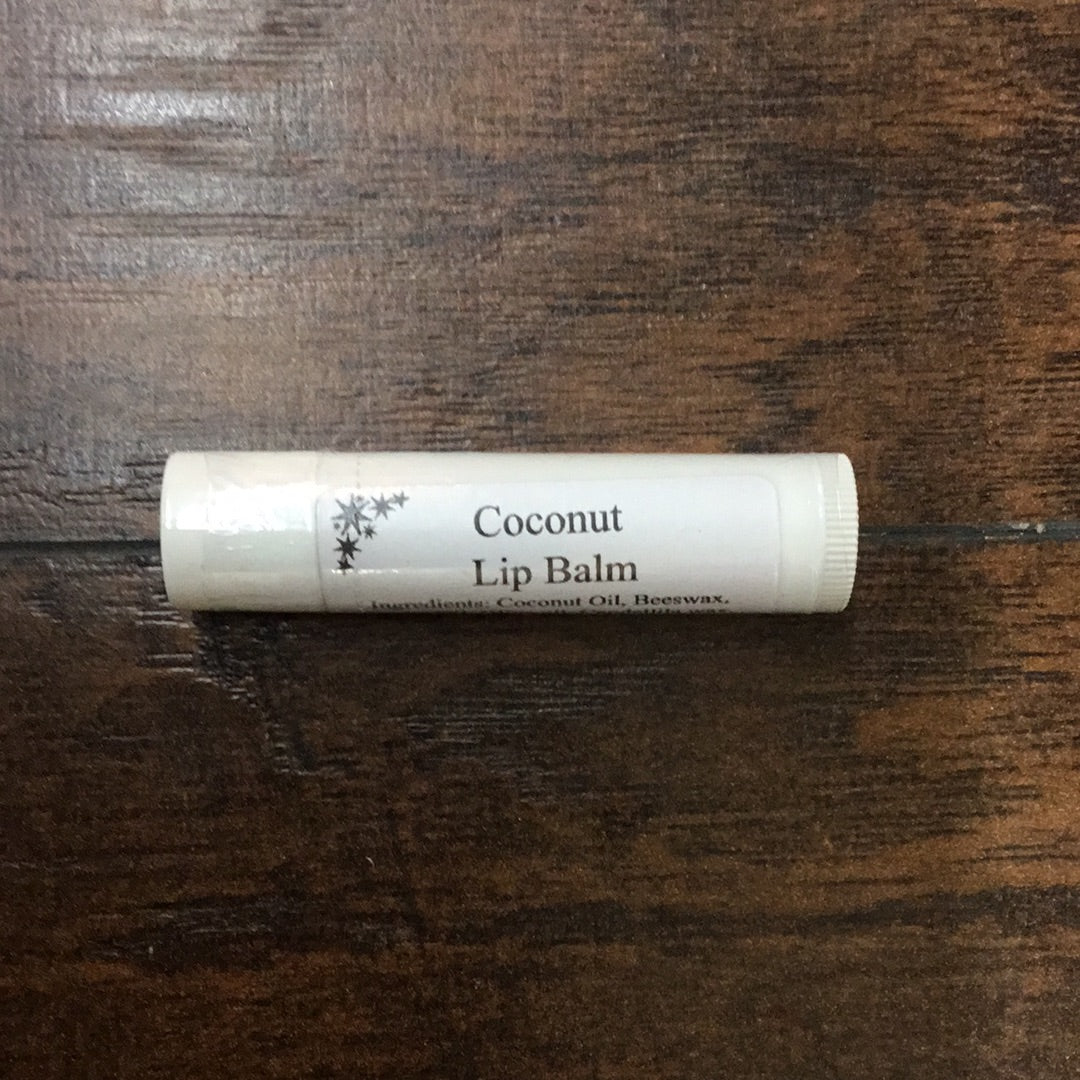 Coconut
Lip Balm
Ingredients: Coconut Oil, Beeswax,